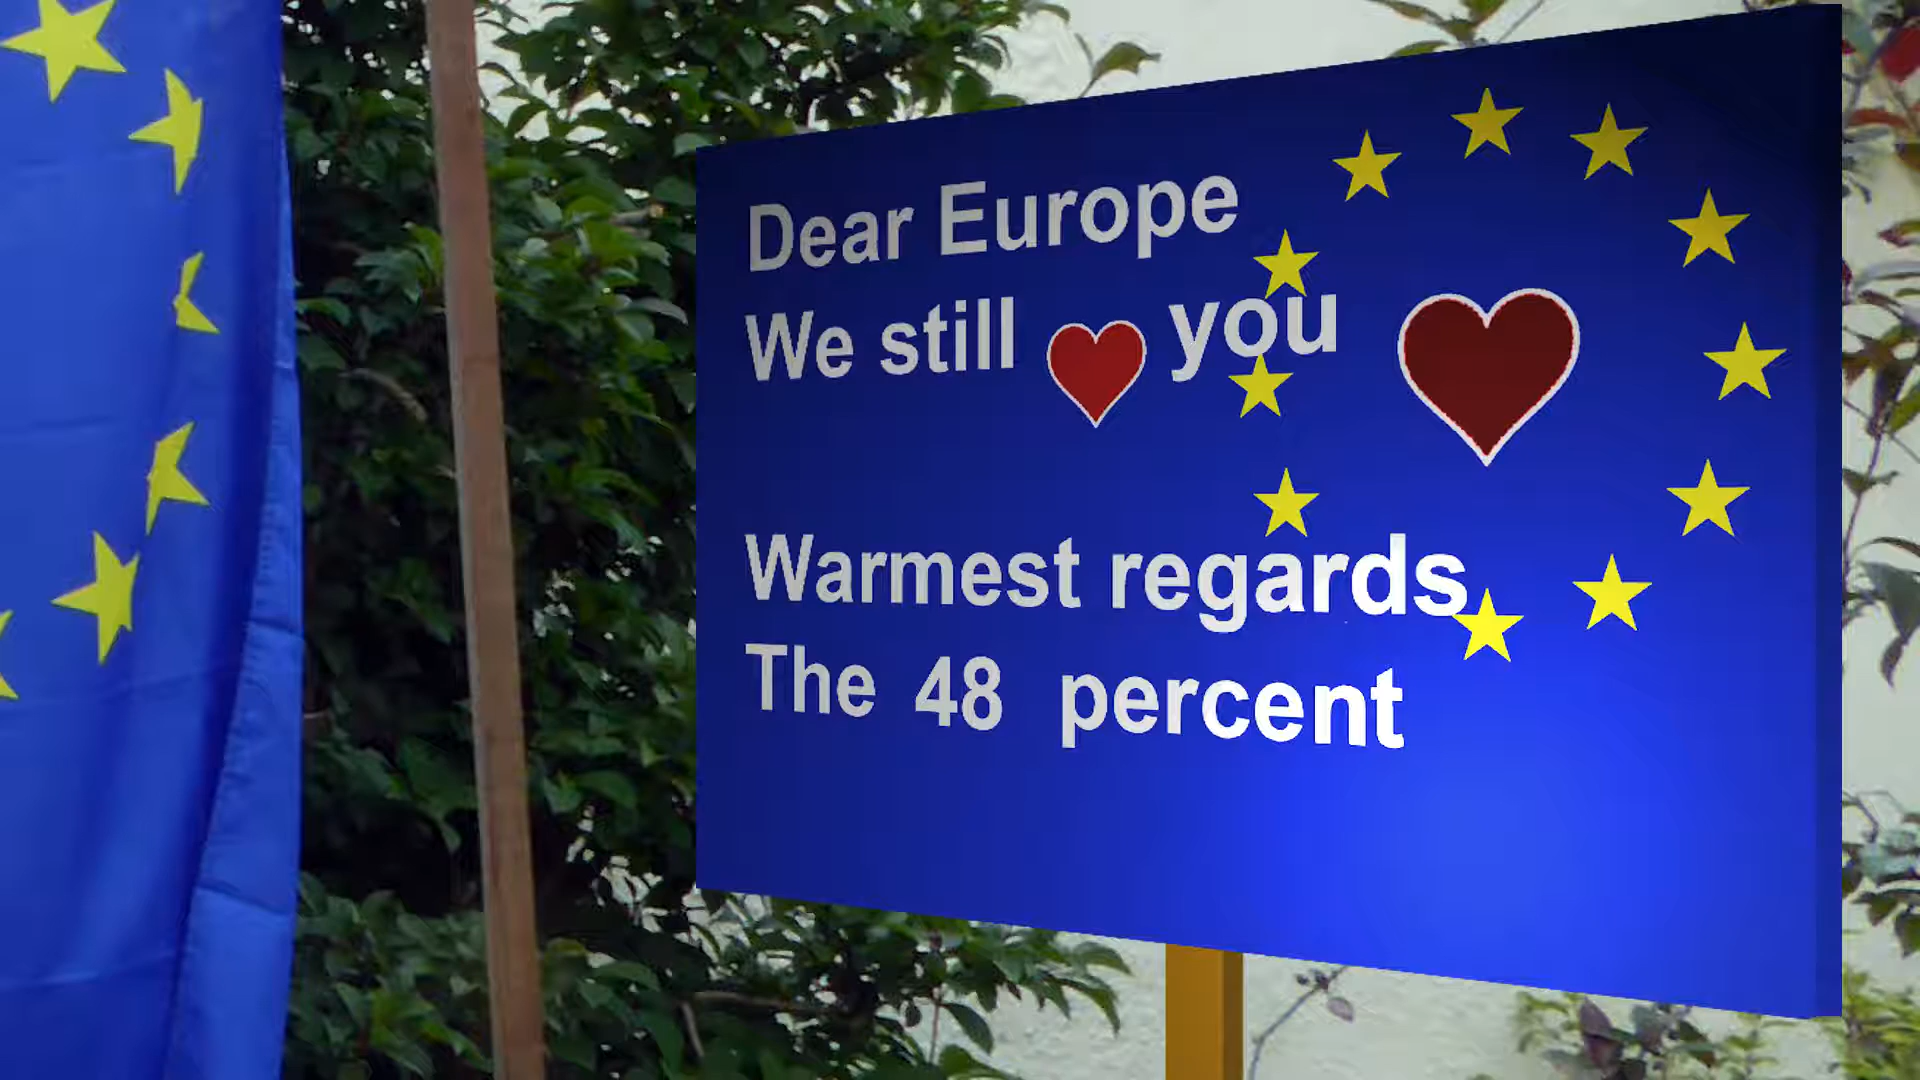 Dear Europe
We still ❤ you
Warmest regards
The 48 percent